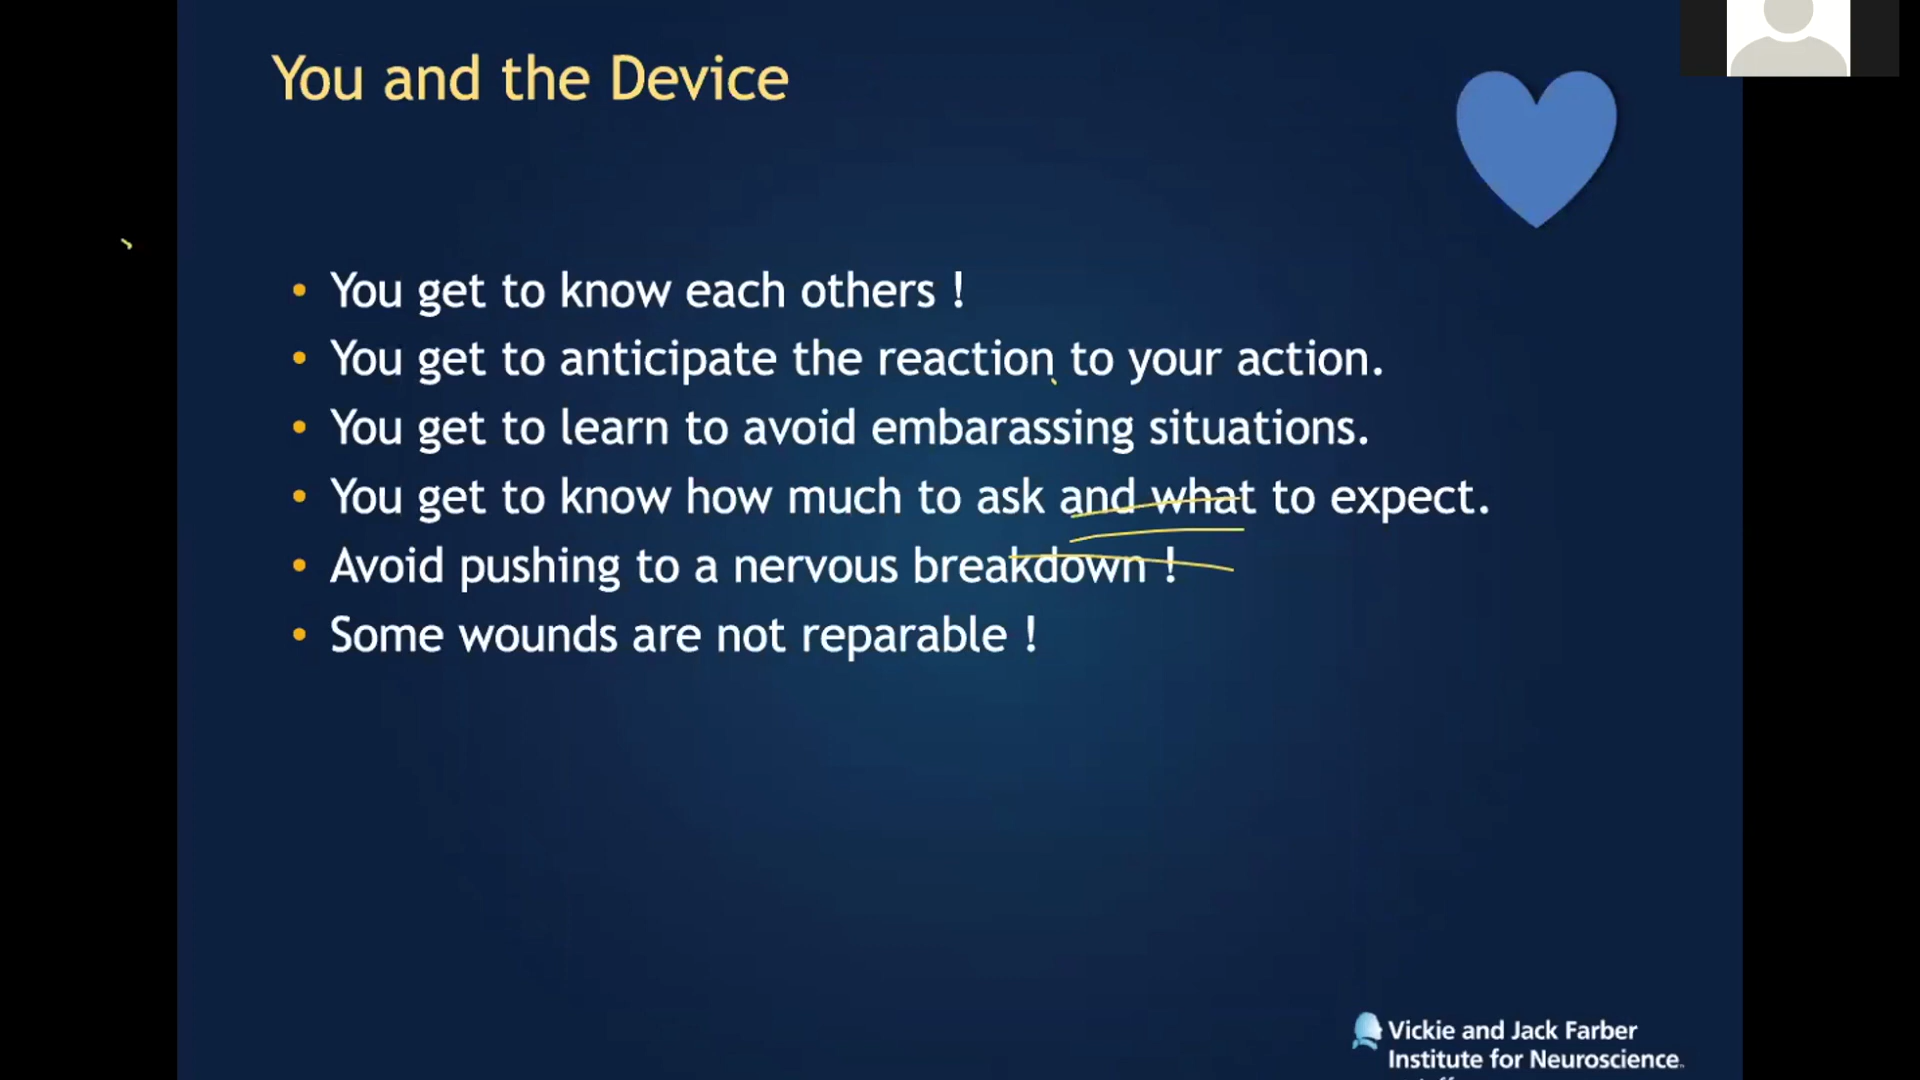 You and the Device
• You get to know each others !
• You get to anticipate the reaction to your action.
• You get to learn to avoid embarassing situations.
• You get to know how much to ask and what to expect.
• Avoid pushing to a nervous breakdown !
• Some wounds are not reparable !
Vickie and Jack Farber
Institute for Neuroscience™